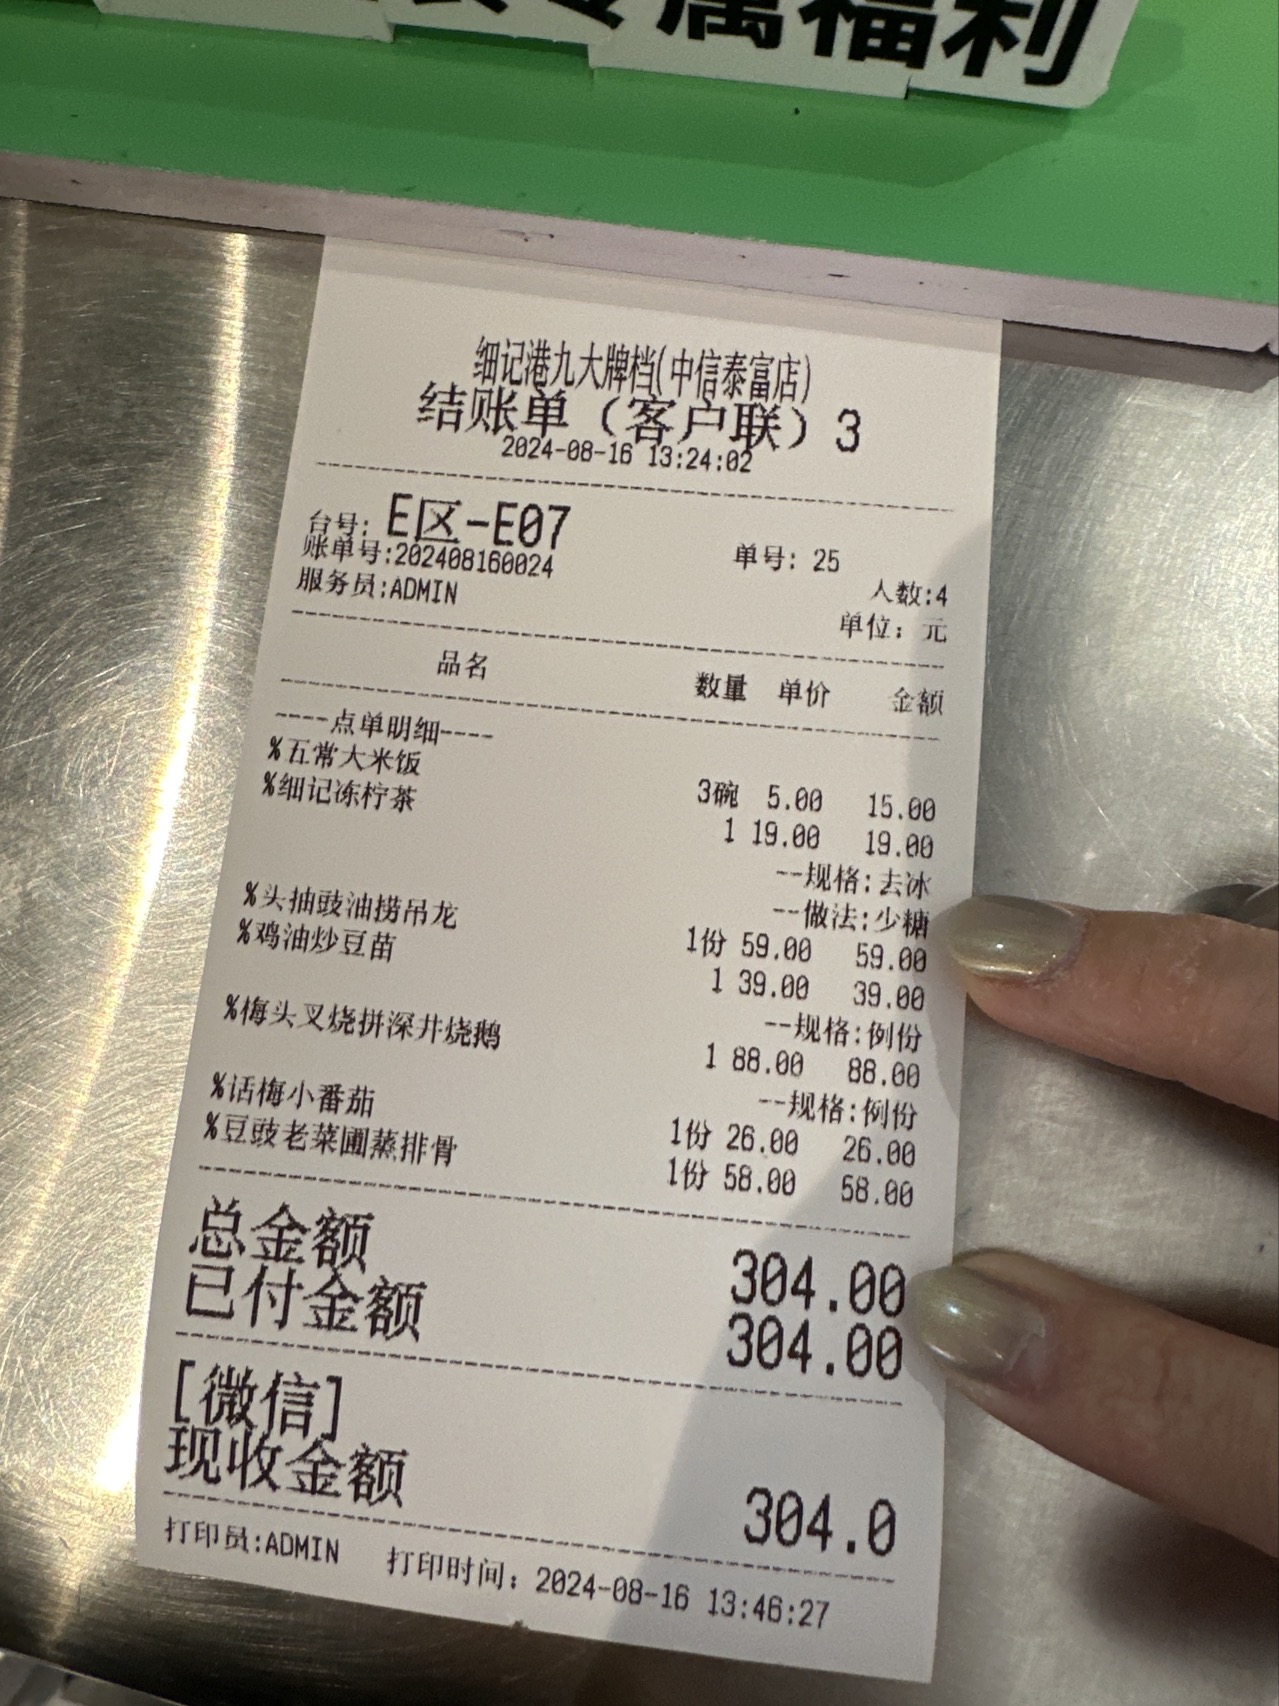 专属福利
细记港九大牌档(中信泰富店)
结账单（客户联）3
2024-08-16 13:24:02
台号: E区-E07 单号: 25
账单号:202408160024 人数:4
服务员:ADMIN 单位: 元
品名 数量 单价 金额
----点单明细----
%五常大米饭 3碗 5.00 15.00
%细记冻柠茶 1 19.00 19.00
--规格:去冰
--做法:少糖
%头抽豉油捞吊龙 1份 59.00 59.00
%鸡油炒豆苗 1 39.00 39.00
--规格:例份
%梅头叉烧拼深井烧鹅 1 88.00 88.00
--规格:例份
%话梅小番茄 1份 26.00 26.00
%豆豉老菜圃蒸排骨 1份 58.00 58.00
总金额 304.00
已付金额 304.00
[微信]
现收金额 304.0
打印员:ADMIN 打印时间: 2024-08-16 13:46:27